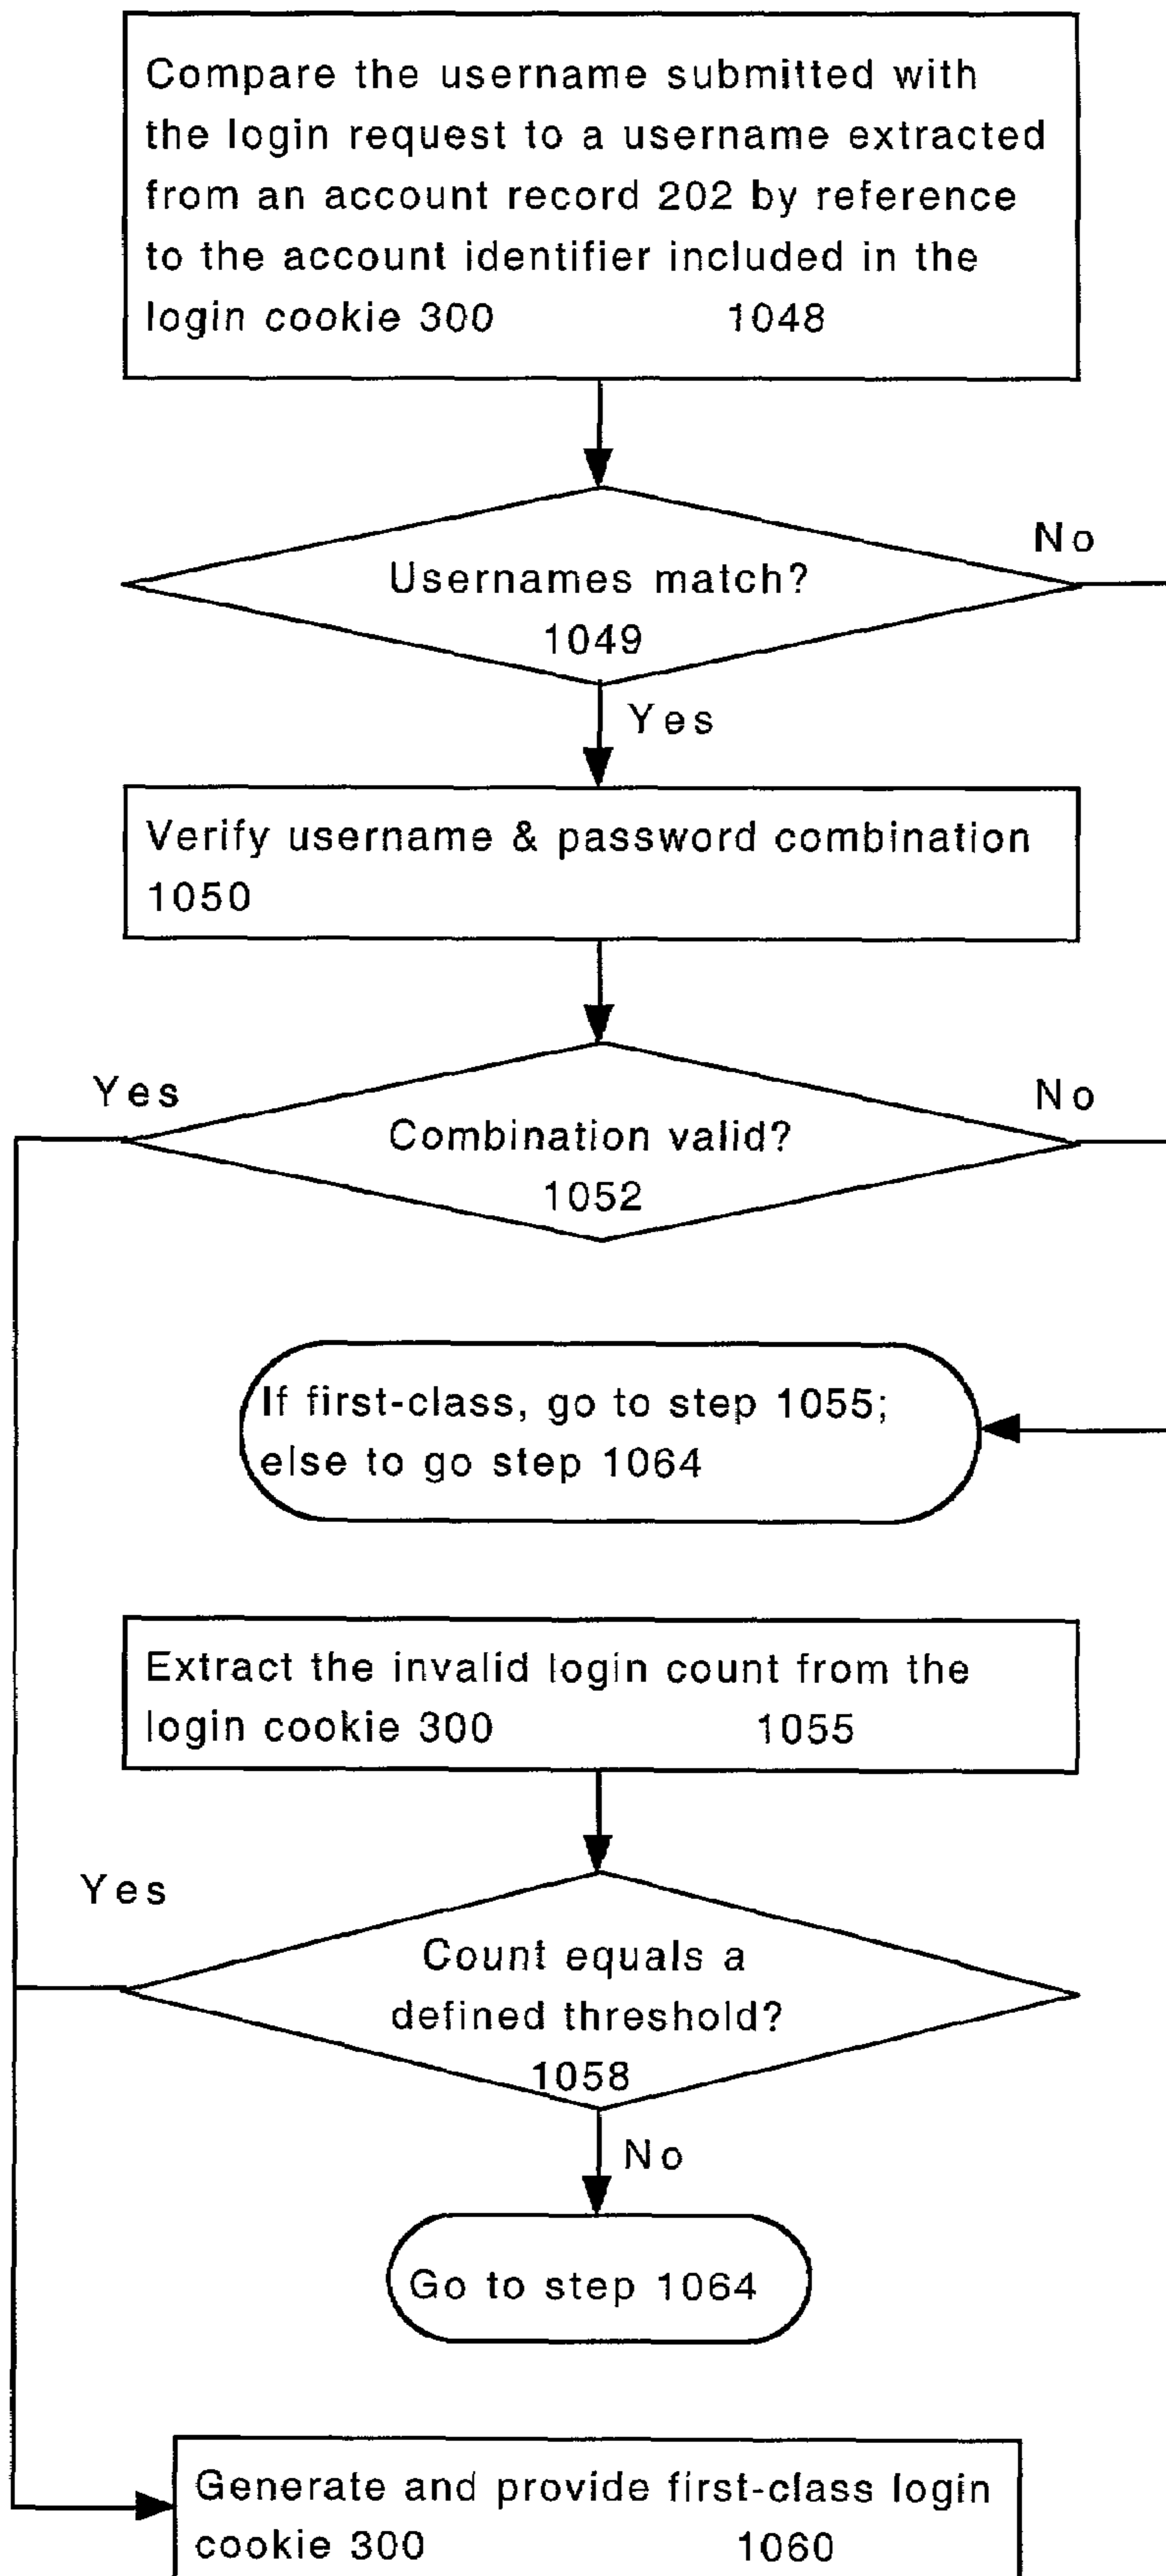 Compare the username submitted with
the login request to a username extracted
from an account record 202 by reference
to the account identifier included in the
login cookie 300 1048
No
Usernames match?
1049
Yes
Verify username & password combination
1050
Yes
No
Combination valid?
1052
If first-class, go to step 1055;
else to go step 1064
Extract the invalid login count from the
login cookie 300 1055
Yes
Count equals a
defined threshold?
1058
No
Go to step 1064
Generate and provide first-class login
cookie 300 1060